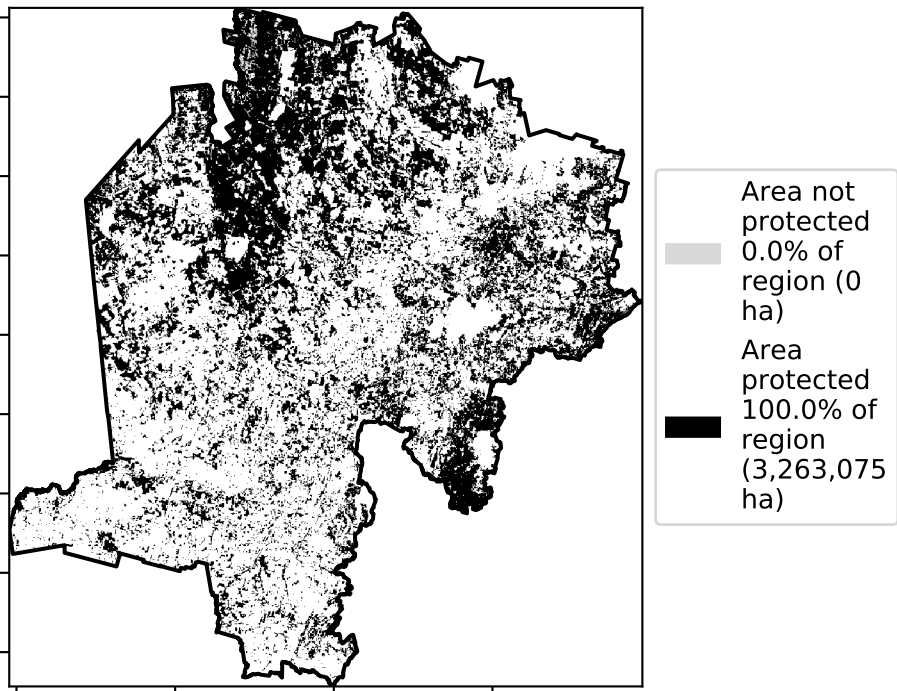 Area not
protected
0.0% of
region (0
ha)
Area
protected
100.0% of
region
(3,263,075
ha)